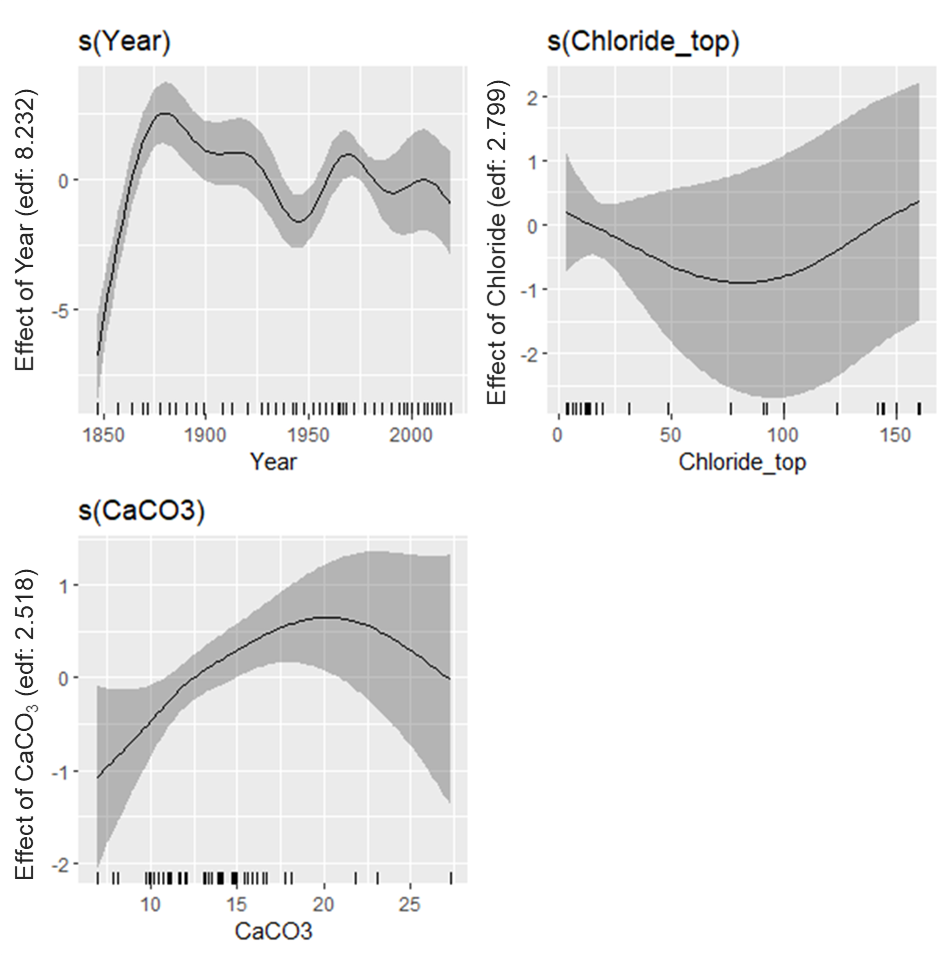 s(Year)
Effect of Year (edf: 8.232)
0
-5
1850 1900 1950 2000
Year
s(Chloride_top)
Effect of Chloride (edf: 2.799)
2
1
0
-1
-2
0 50 100 150
Chloride_top
s(CaCO3)
Effect of CaCO₃ (edf: 2.518)
1
0
-1
-2
10 15 20 25
CaCO3